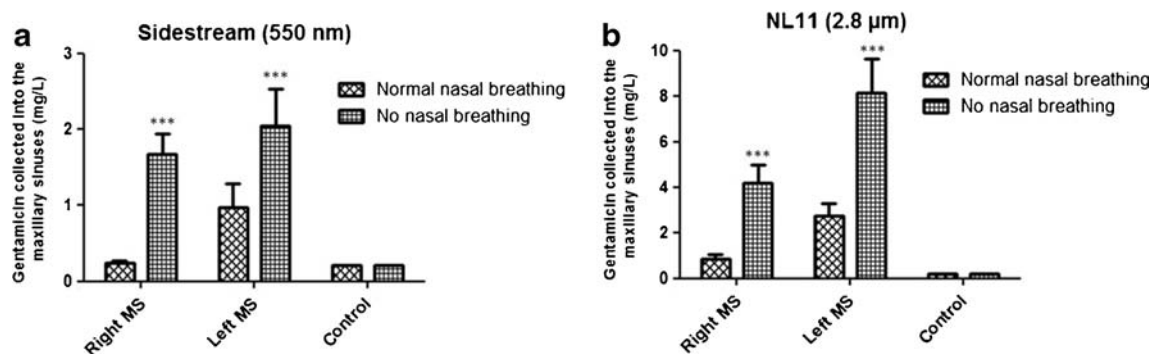 a
Sidestream (550 nm)
Gentamicin collected into the
maxillary sinuses (mg/L)
3
2
1
0
***
***
Normal nasal breathing
No nasal breathing
Right MS
Left MS
Control
b
NL11 (2.8 µm)
Gentamicin collected into the
maxillary sinuses (mg/L)
10
8
6
4
2
0
***
***
Normal nasal breathing
No nasal breathing
Right MS
Left MS
Control